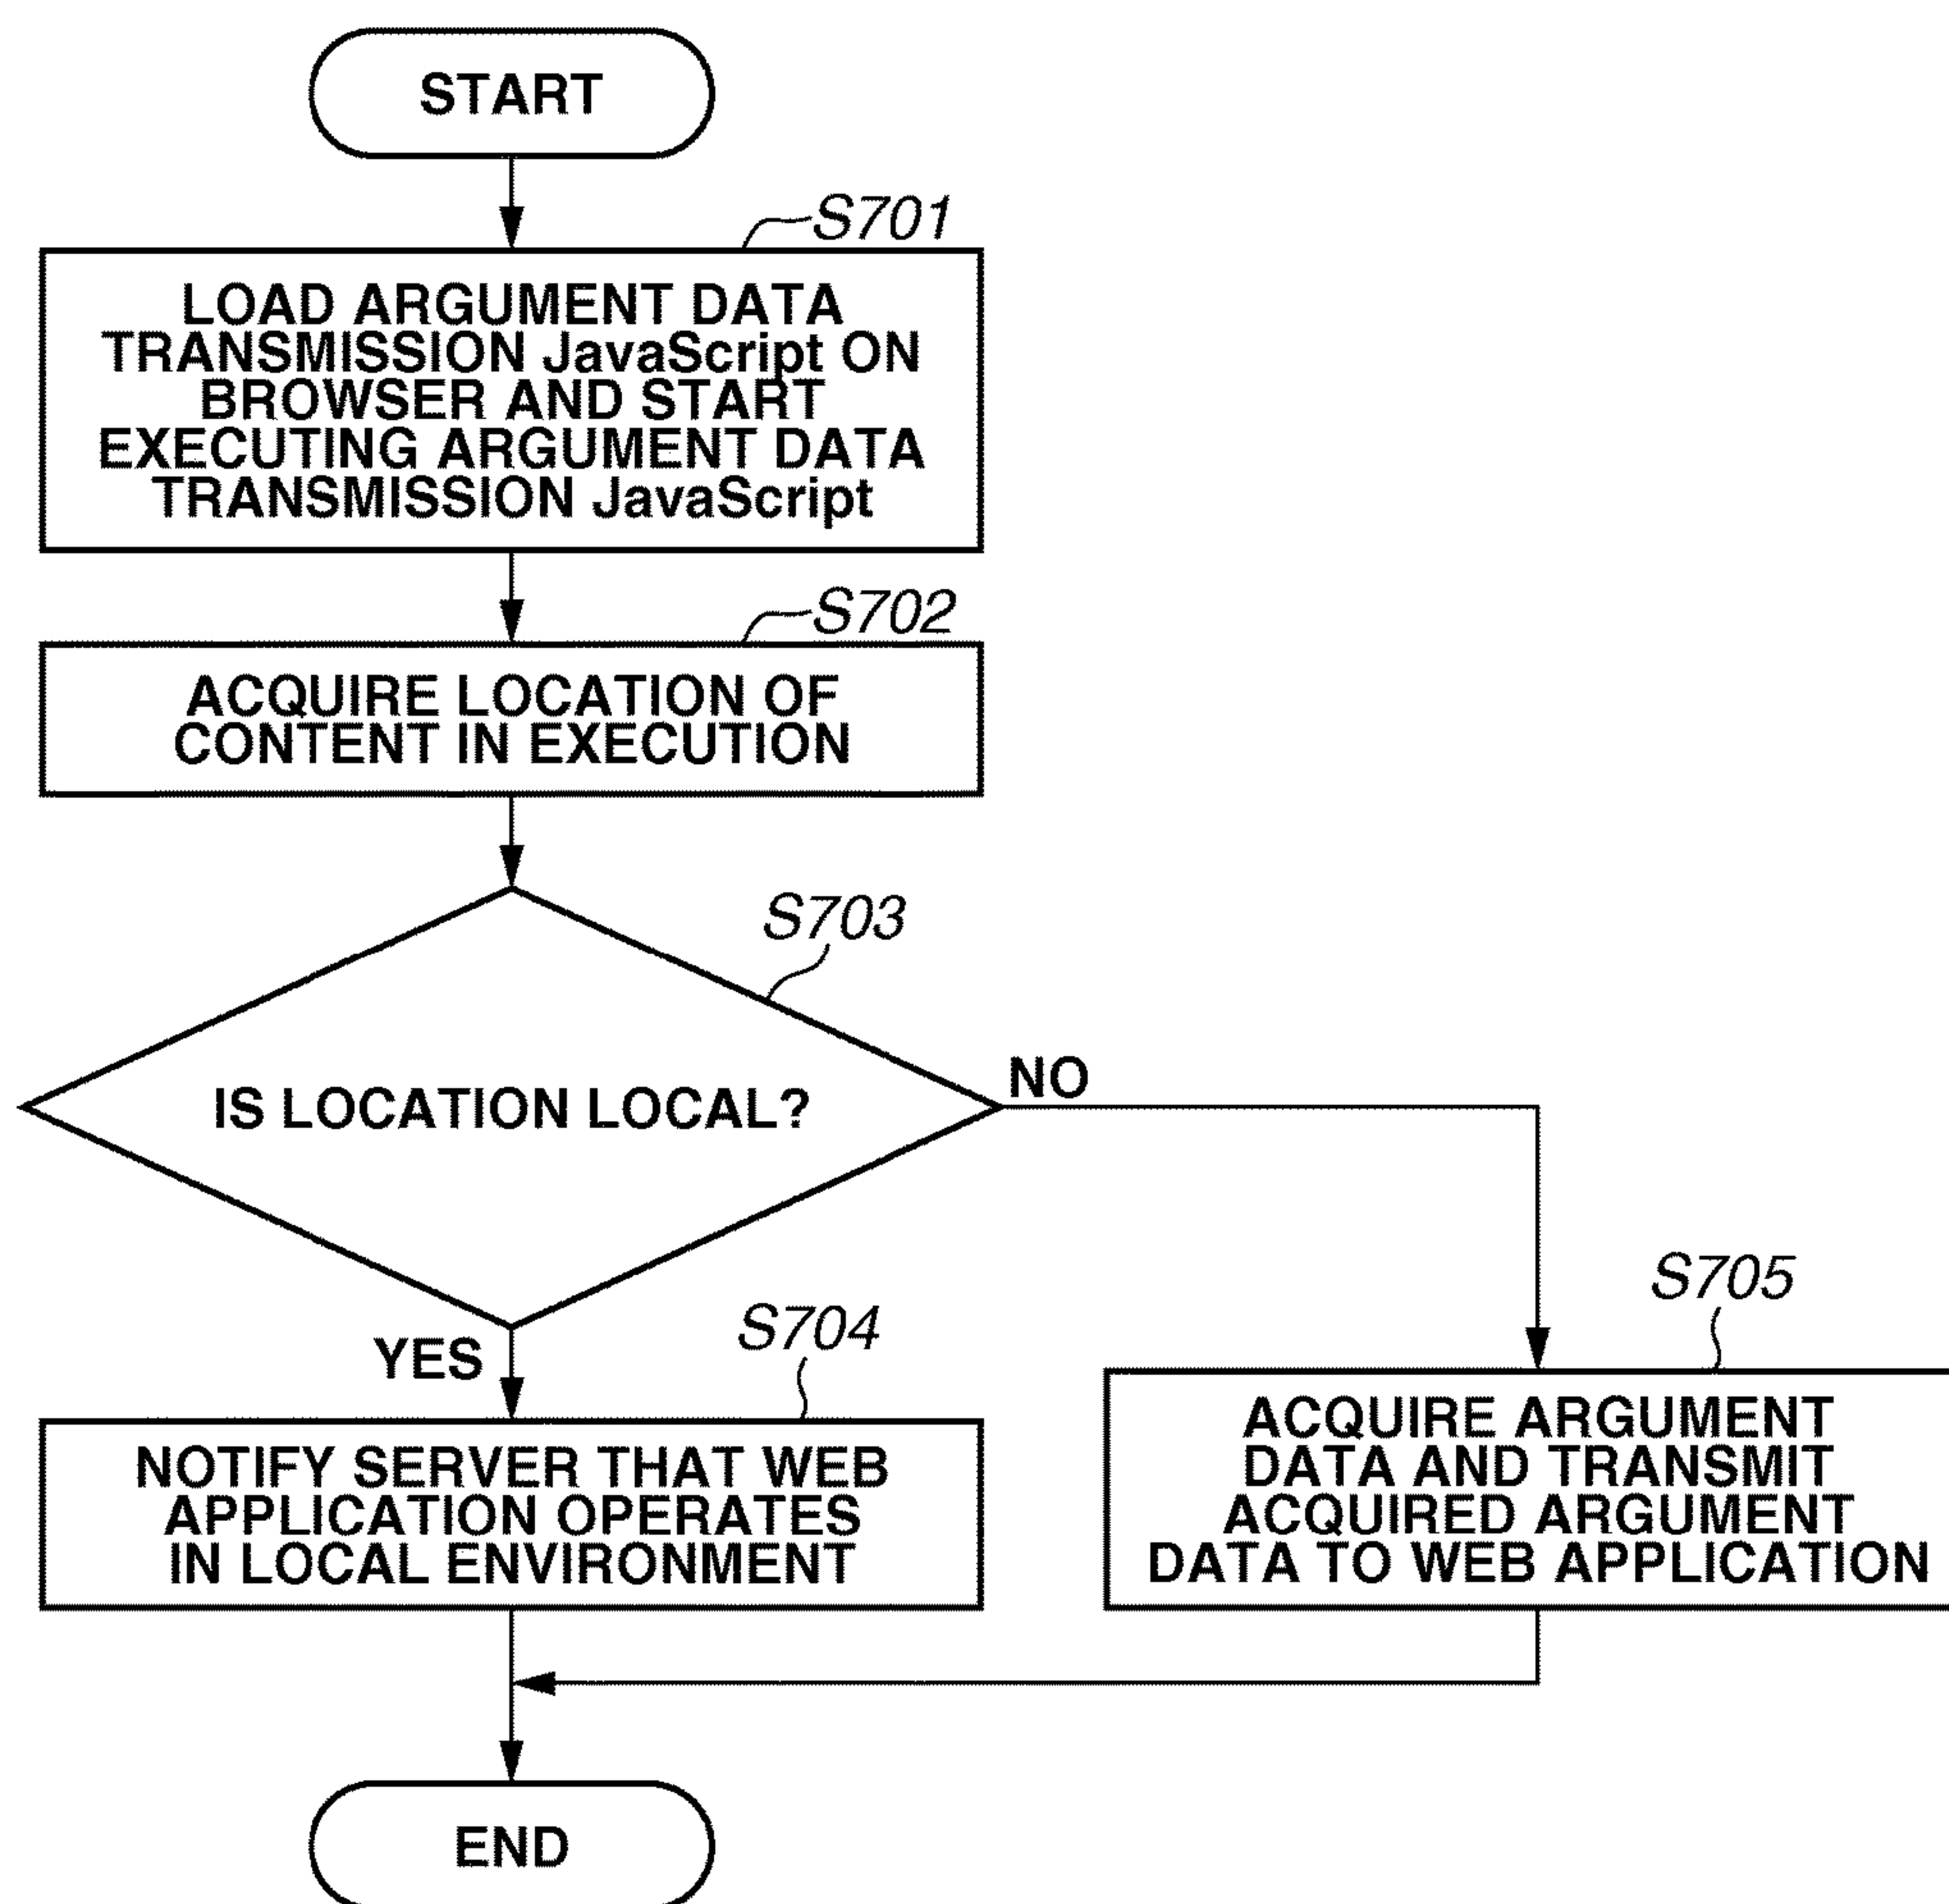 START
S701
LOAD ARGUMENT DATA
TRANSMISSION JavaScript ON
BROWSER AND START
EXECUTING ARGUMENT DATA
TRANSMISSION JavaScript
S702
ACQUIRE LOCATION OF
CONTENT IN EXECUTION
S703
IS LOCATION LOCAL?
NO
YES
S704
NOTIFY SERVER THAT WEB
APPLICATION OPERATES
IN LOCAL ENVIRONMENT
S705
ACQUIRE ARGUMENT
DATA AND TRANSMIT
ACQUIRED ARGUMENT
DATA TO WEB APPLICATION
END